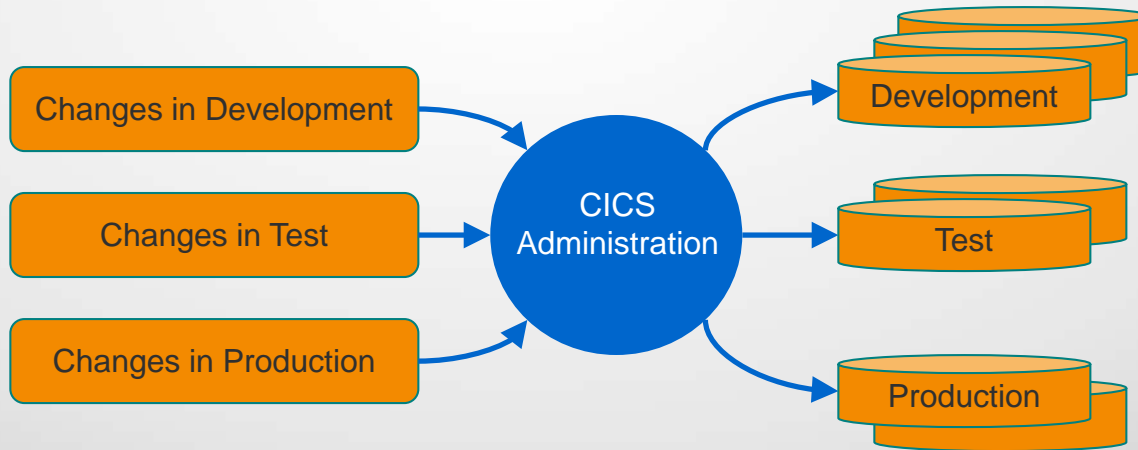 Changes in Development
Changes in Test
Changes in Production
CICS
Administration
Development
Test
Production